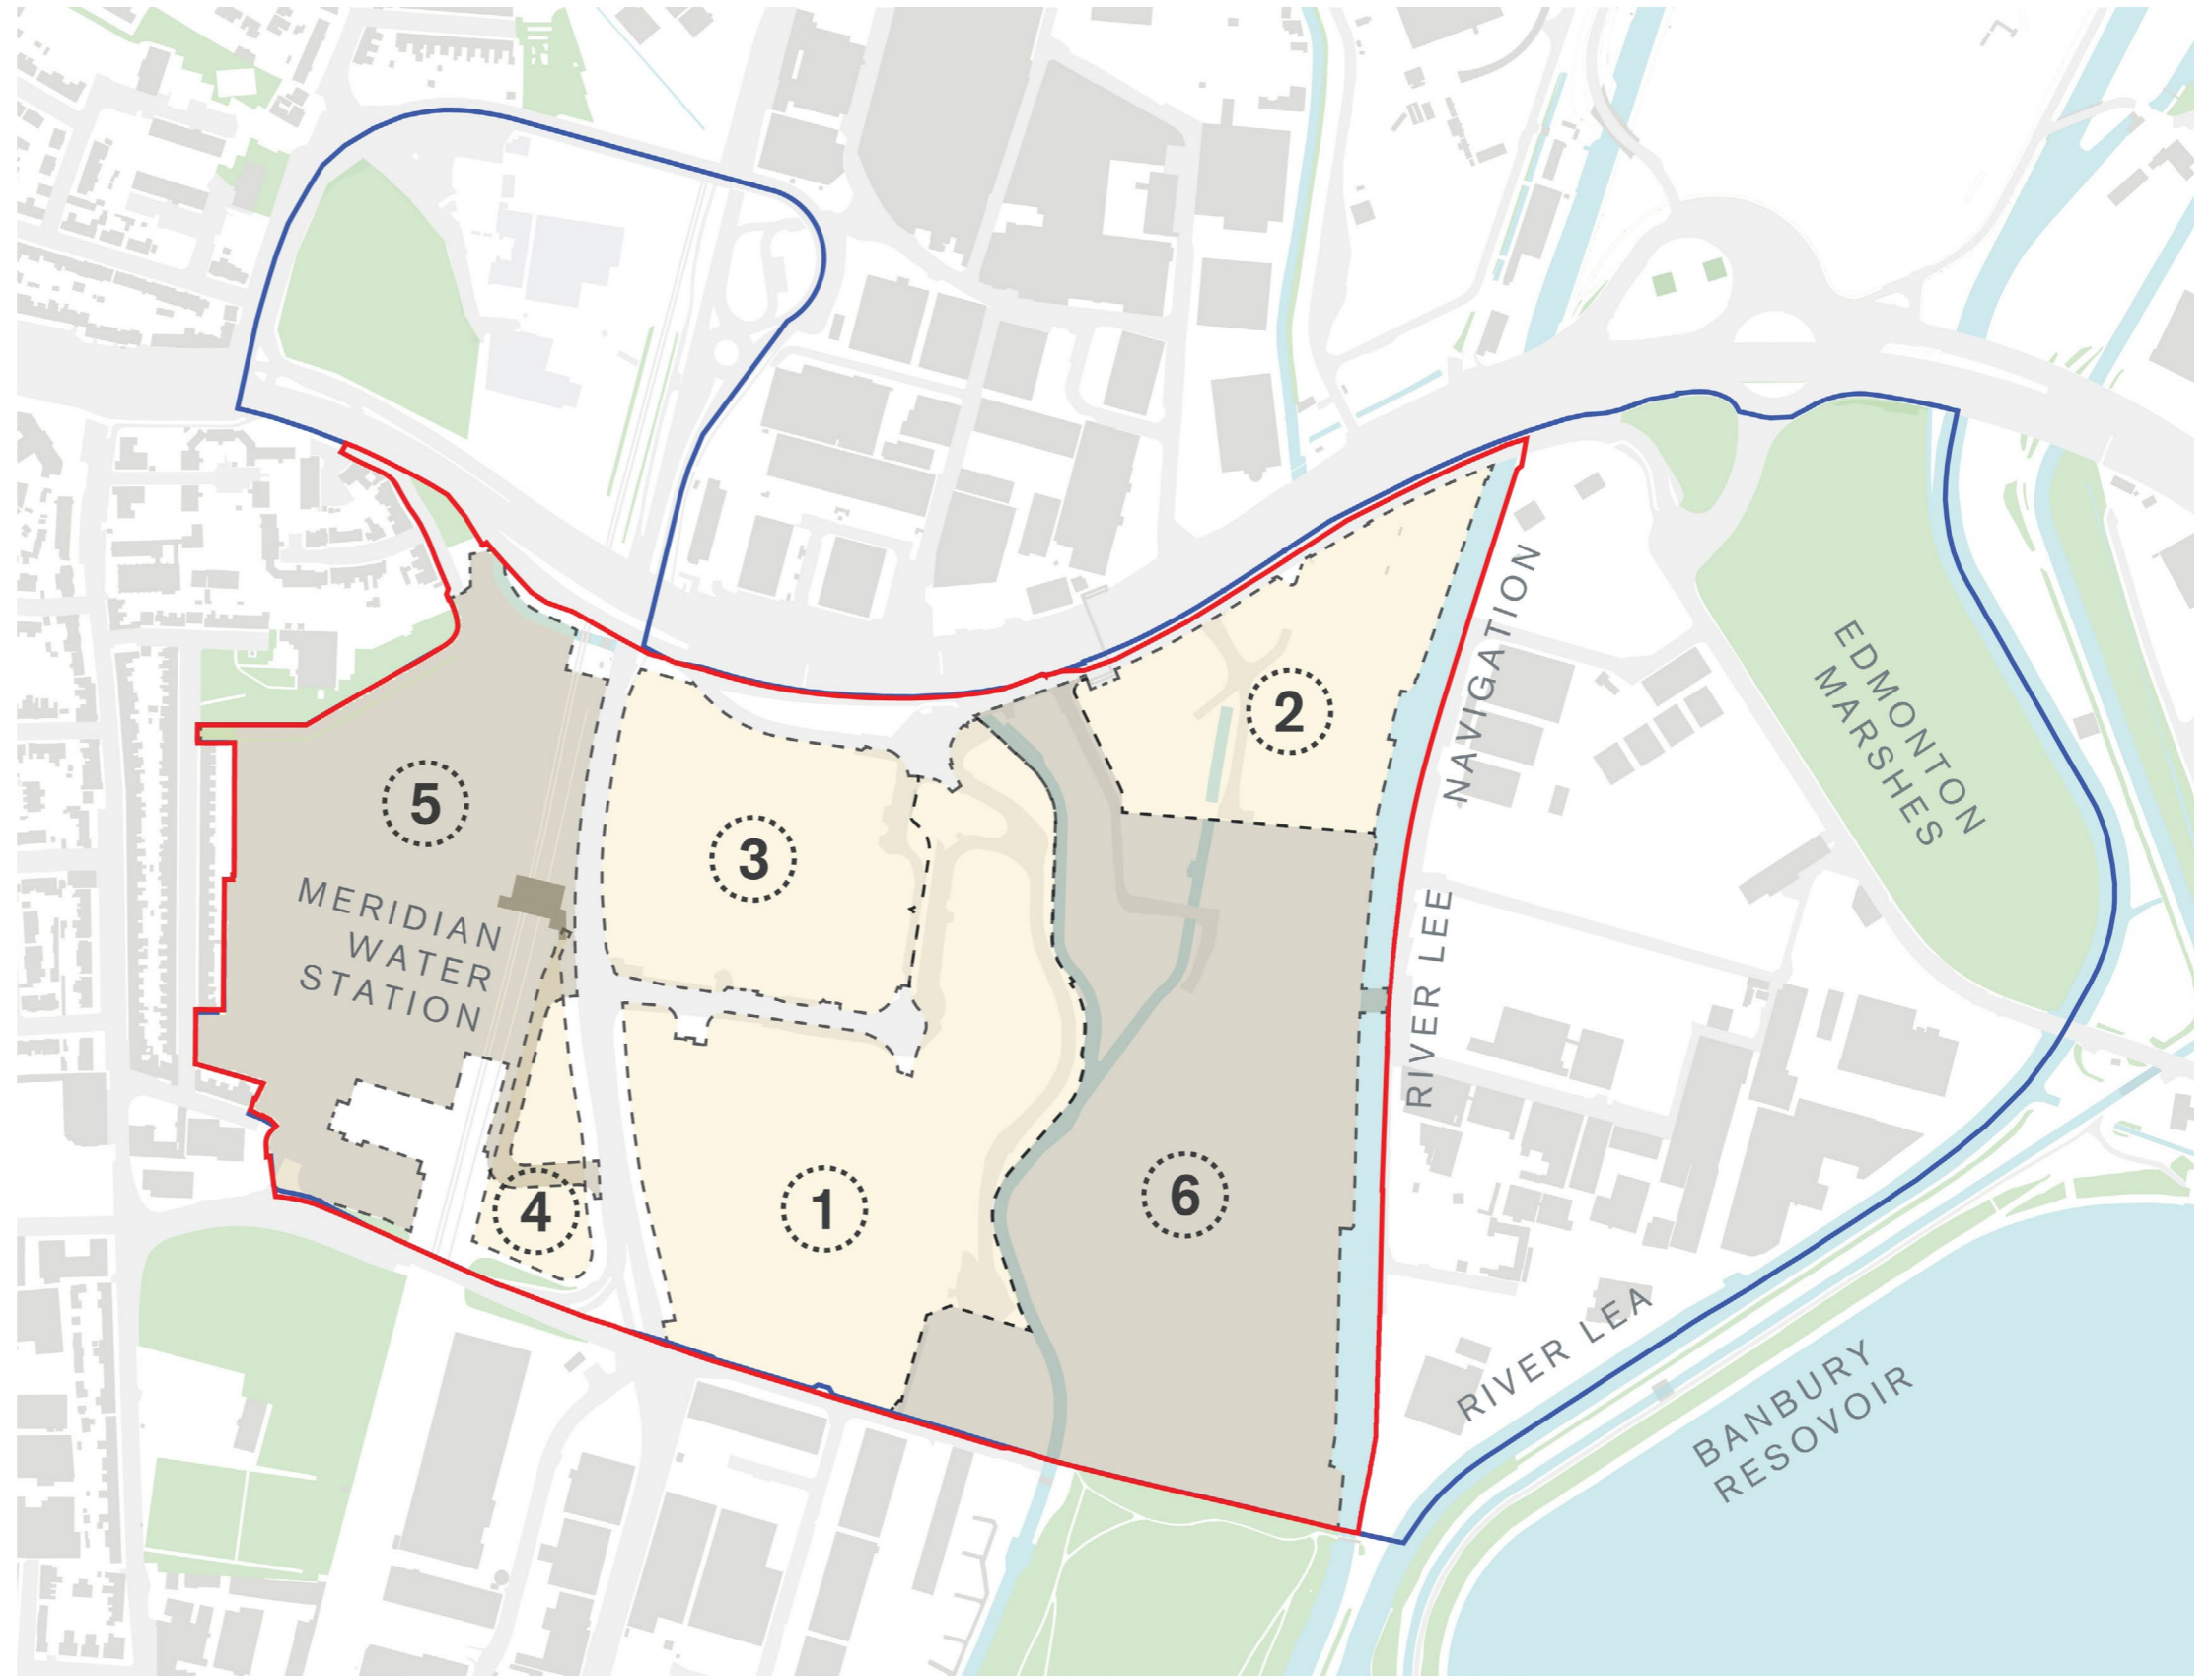 2
5
3
MERIDIAN
WATER
STATION
4
1
6
RIVER LEE NAVIGATION
EDMONTON
MARSHES
RIVER LEA
BANBURY
RESOVOIR